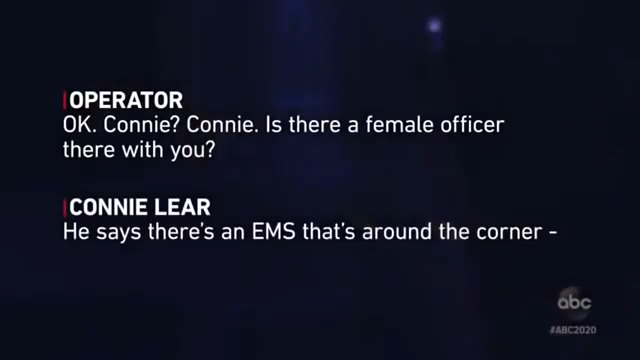 OPERATOR
OK. Connie? Connie. Is there a female officer
there with you?
CONNIE LEAR
He says there's an EMS that's around the corner -
abc
#ABC2020